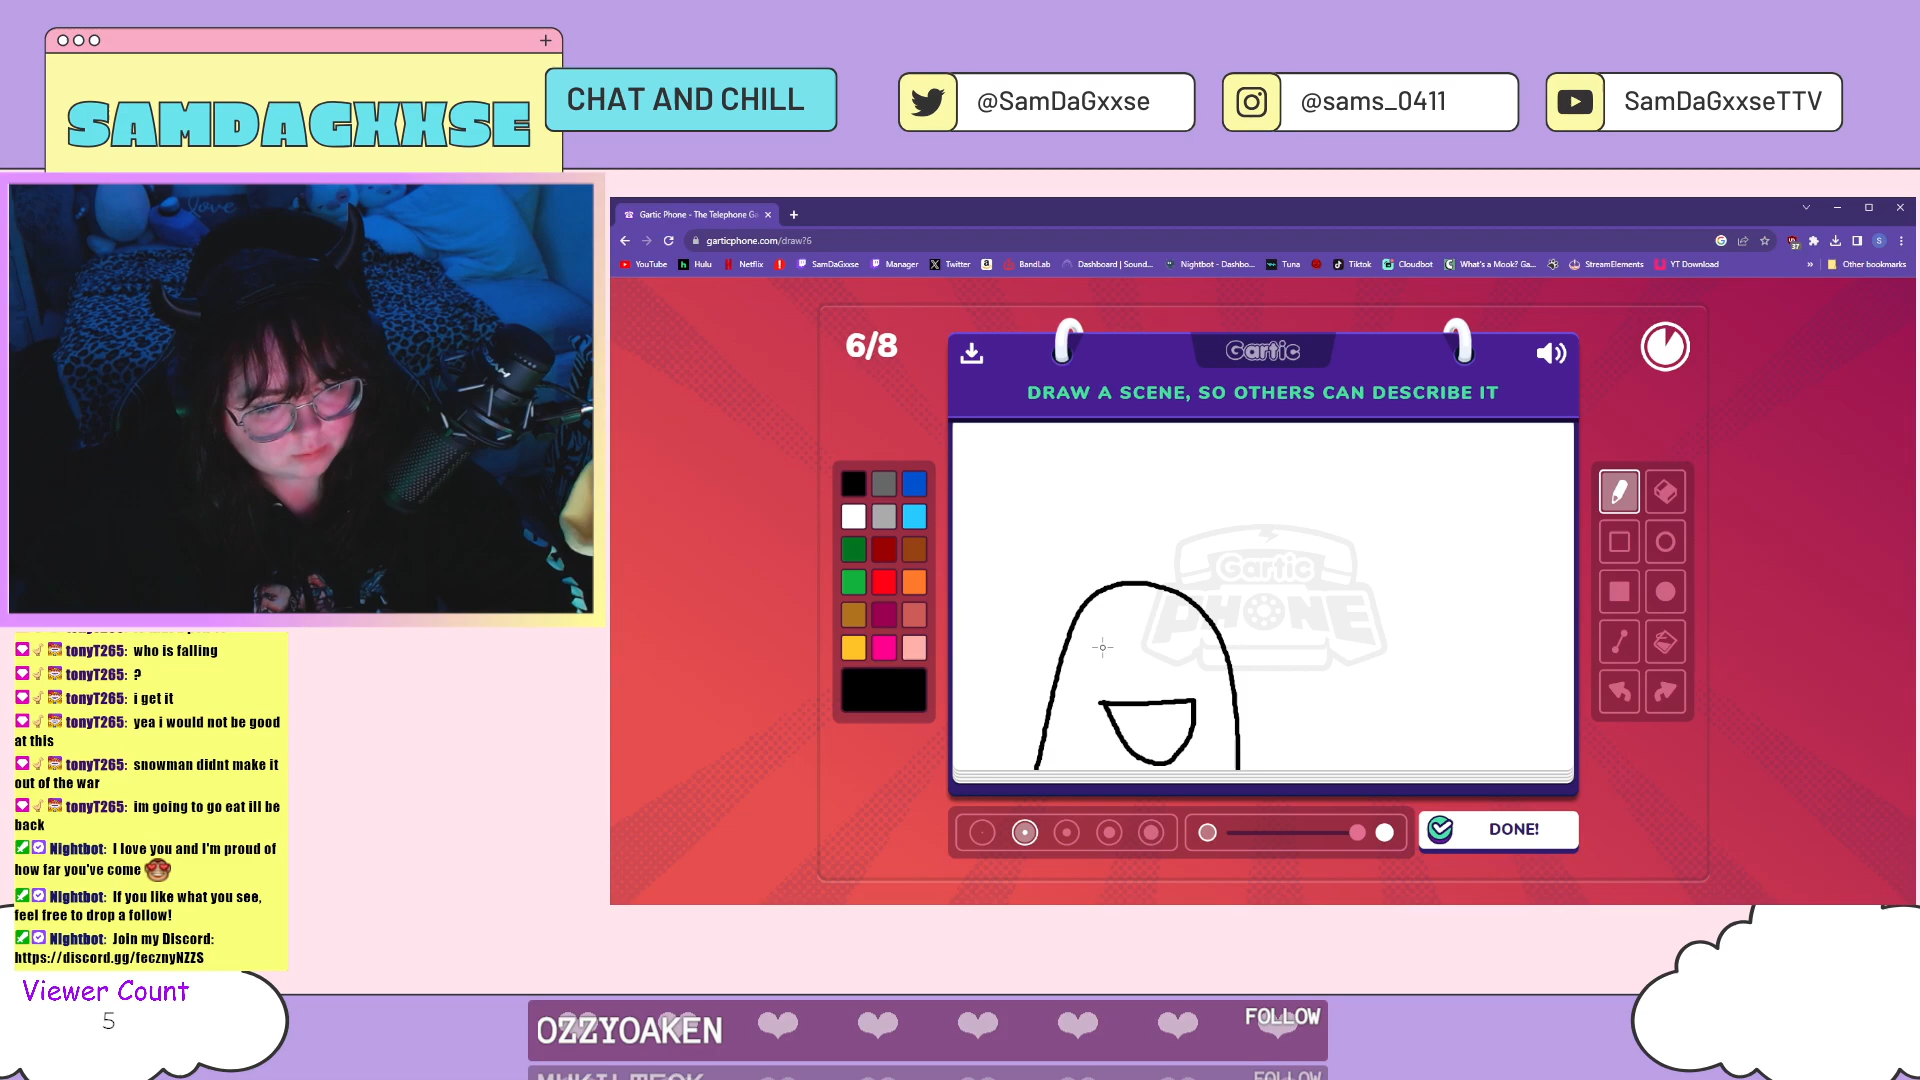 SAMDAGXXSE
CHAT AND CHILL
@SamDaGxxse
@sams_0411
SamDaGxxseTTV
love
Gartic Phone - The Telephone Ga
garticphone.com/draw?6
37
S
YouTube
Hulu
Netflix
SamDaGxxse
Manager
Twitter
BandLab
Dashboard | Sound...
Nightbot - Dashbo...
Tuna
Tiktok
Cloudbot
What's a Mook? Ga...
StreamElements
YT Download
» Other bookmarks
6/8
Gartic
DRAW A SCENE, SO OTHERS CAN DESCRIBE IT
Gartic
PHONE
DONE!
tonyT265: who is falling
tonyT265: ?
tonyT265: i get it
tonyT265: yea i would not be good
at this
tonyT265: snowman didnt make it
out of the war
tonyT265: im going to go eat ill be
back
Nightbot: I love you and I'm proud of
how far you've come
Nightbot: If you like what you see,
feel free to drop a follow!
Nightbot: Join my Discord:
https://discord.gg/fecznyNZZS
Viewer Count
5
OZZYOAKEN
FOLLOW
FOLLOW